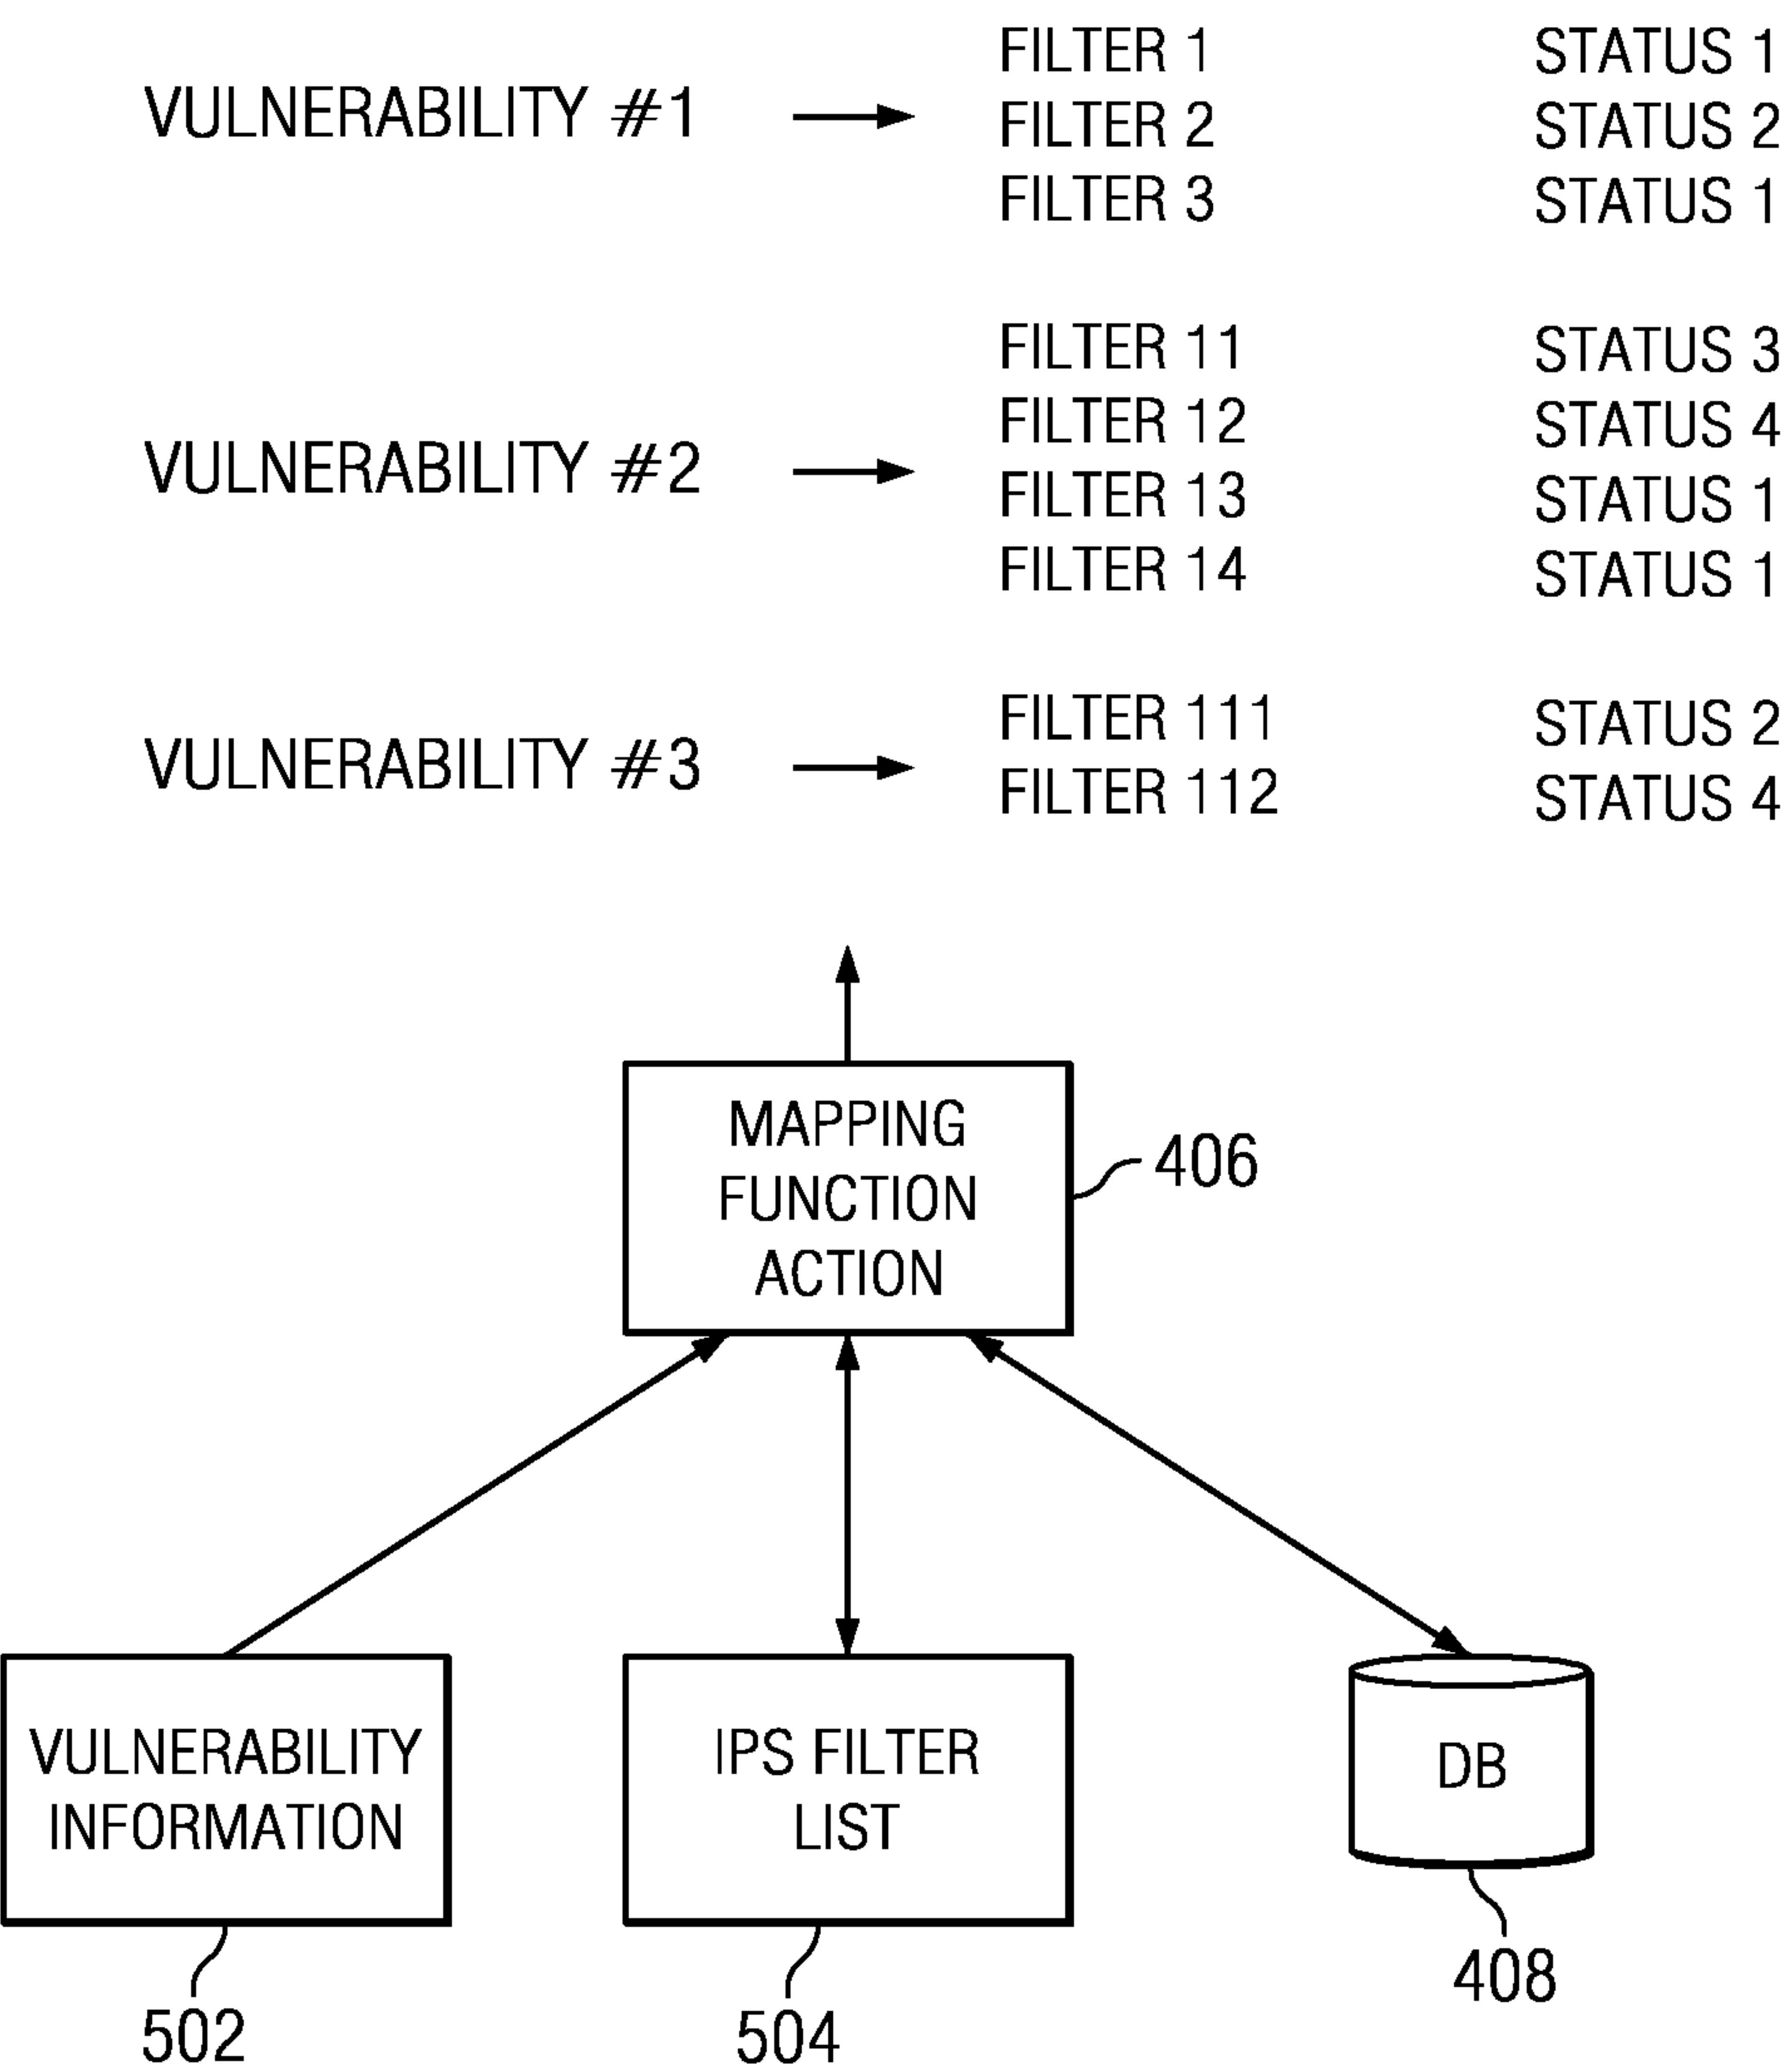 FILTER 1 STATUS 1
VULNERABILITY #1 FILTER 2 STATUS 2
FILTER 3 STATUS 1
FILTER 11 STATUS 3
FILTER 12 STATUS 4
VULNERABILITY #2 FILTER 13 STATUS 1
FILTER 14 STATUS 1
FILTER 111 STATUS 2
VULNERABILITY #3 FILTER 112 STATUS 4
MAPPING
FUNCTION
ACTION
406
VULNERABILITY
INFORMATION
502
IPS FILTER
LIST
504
DB
408